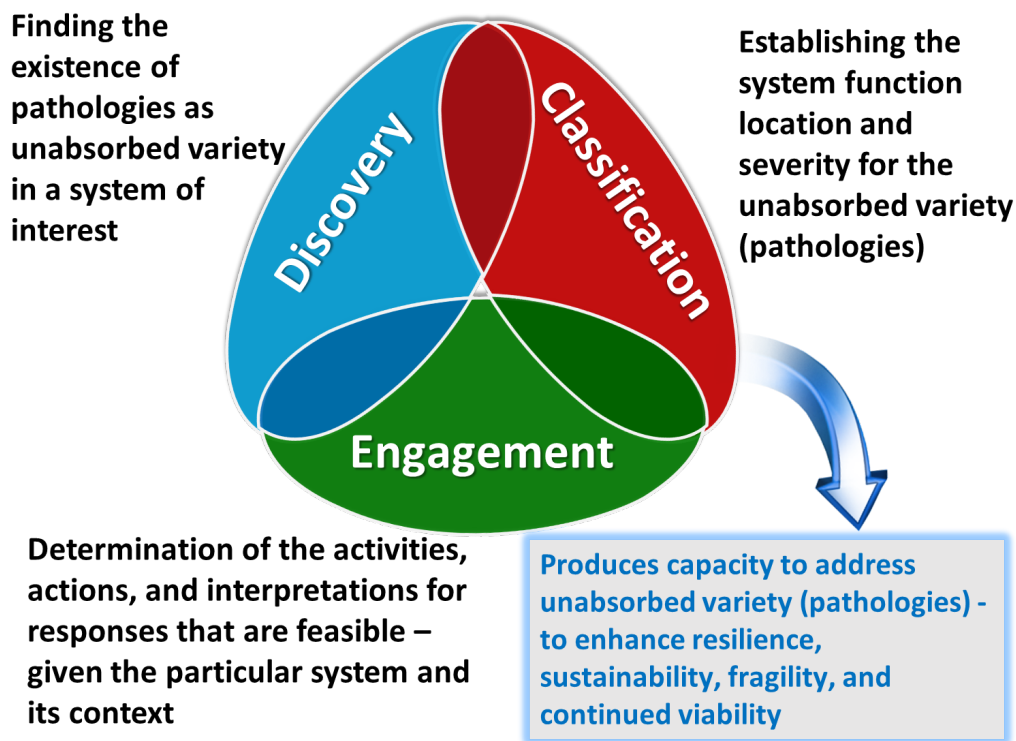 Finding the
existence of
pathologies as
unabsorbed variety
in a system of
interest
Discovery
Classification
Establishing the
system function
location and
severity for the
unabsorbed variety
(pathologies)
Engagement
Determination of the activities,
actions, and interpretations for
responses that are feasible –
given the particular system and
its context
Produces capacity to address
unabsorbed variety (pathologies) -
to enhance resilience,
sustainability, fragility, and
continued viability